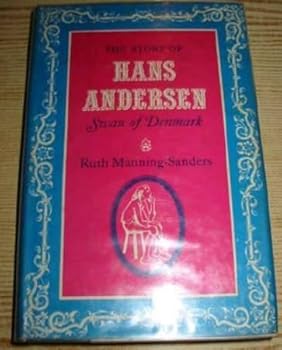 THE STORY OF
HANS
ANDERSEN
Swan of Denmark
Ruth Manning-Sanders